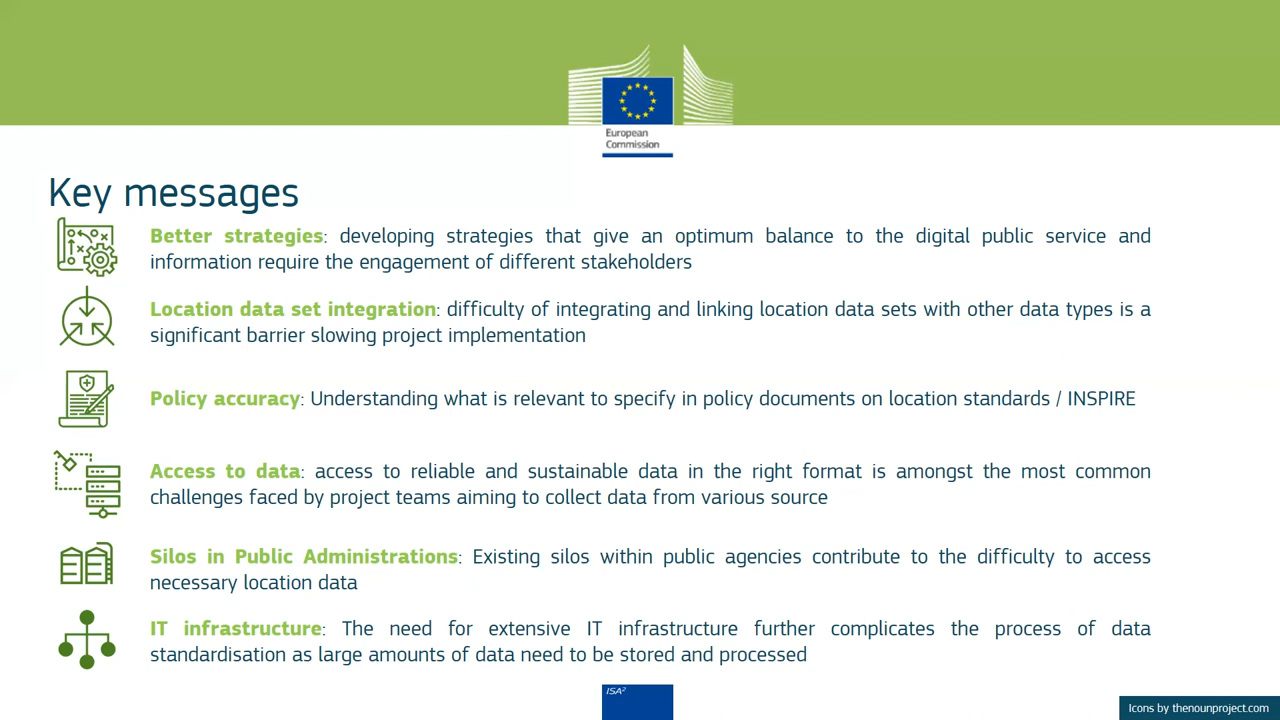 European
Commission
Key messages
Better strategies: developing strategies that give an optimum balance to the digital public service and
information require the engagement of different stakeholders
Location data set integration: difficulty of integrating and linking location data sets with other data types is a
significant barrier slowing project implementation
Policy accuracy: Understanding what is relevant to specify in policy documents on location standards / INSPIRE
Access to data: access to reliable and sustainable data in the right format is amongst the most common
challenges faced by project teams aiming to collect data from various source
Silos in Public Administrations: Existing silos within public agencies contribute to the difficulty to access
necessary location data
IT infrastructure: The need for extensive IT infrastructure further complicates the process of data
standardisation as large amounts of data need to be stored and processed
ISA²
Icons by thenounproject.com